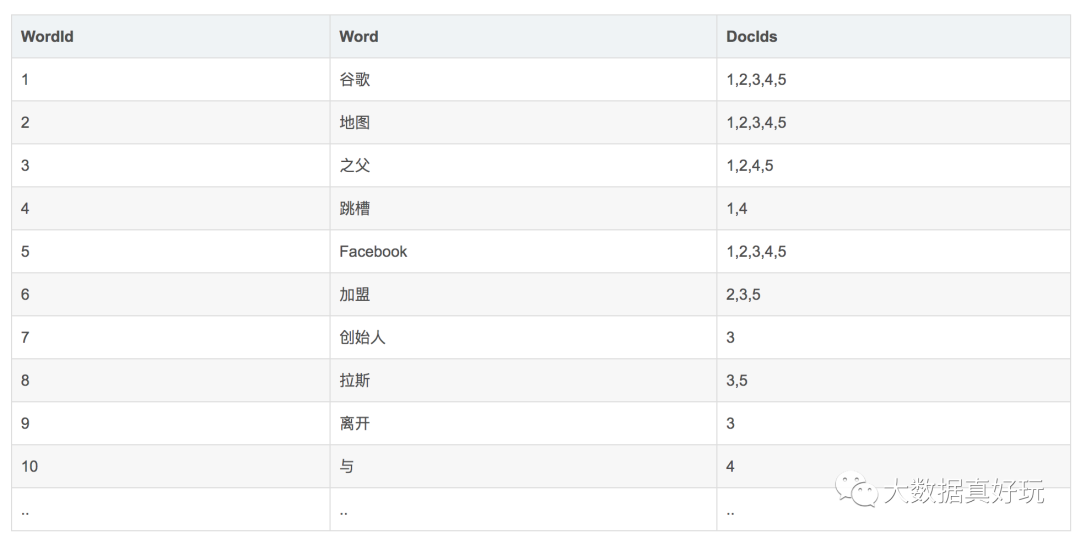 WordId Word DocIds
1 谷歌 1,2,3,4,5
2 地图 1,2,3,4,5
3 之父 1,2,4,5
4 跳槽 1,4
5 Facebook 1,2,3,4,5
6 加盟 2,3,5
7 创始人 3
8 拉斯 3,5
9 离开 3
10 与 4
大数据真好玩
.. .. ..